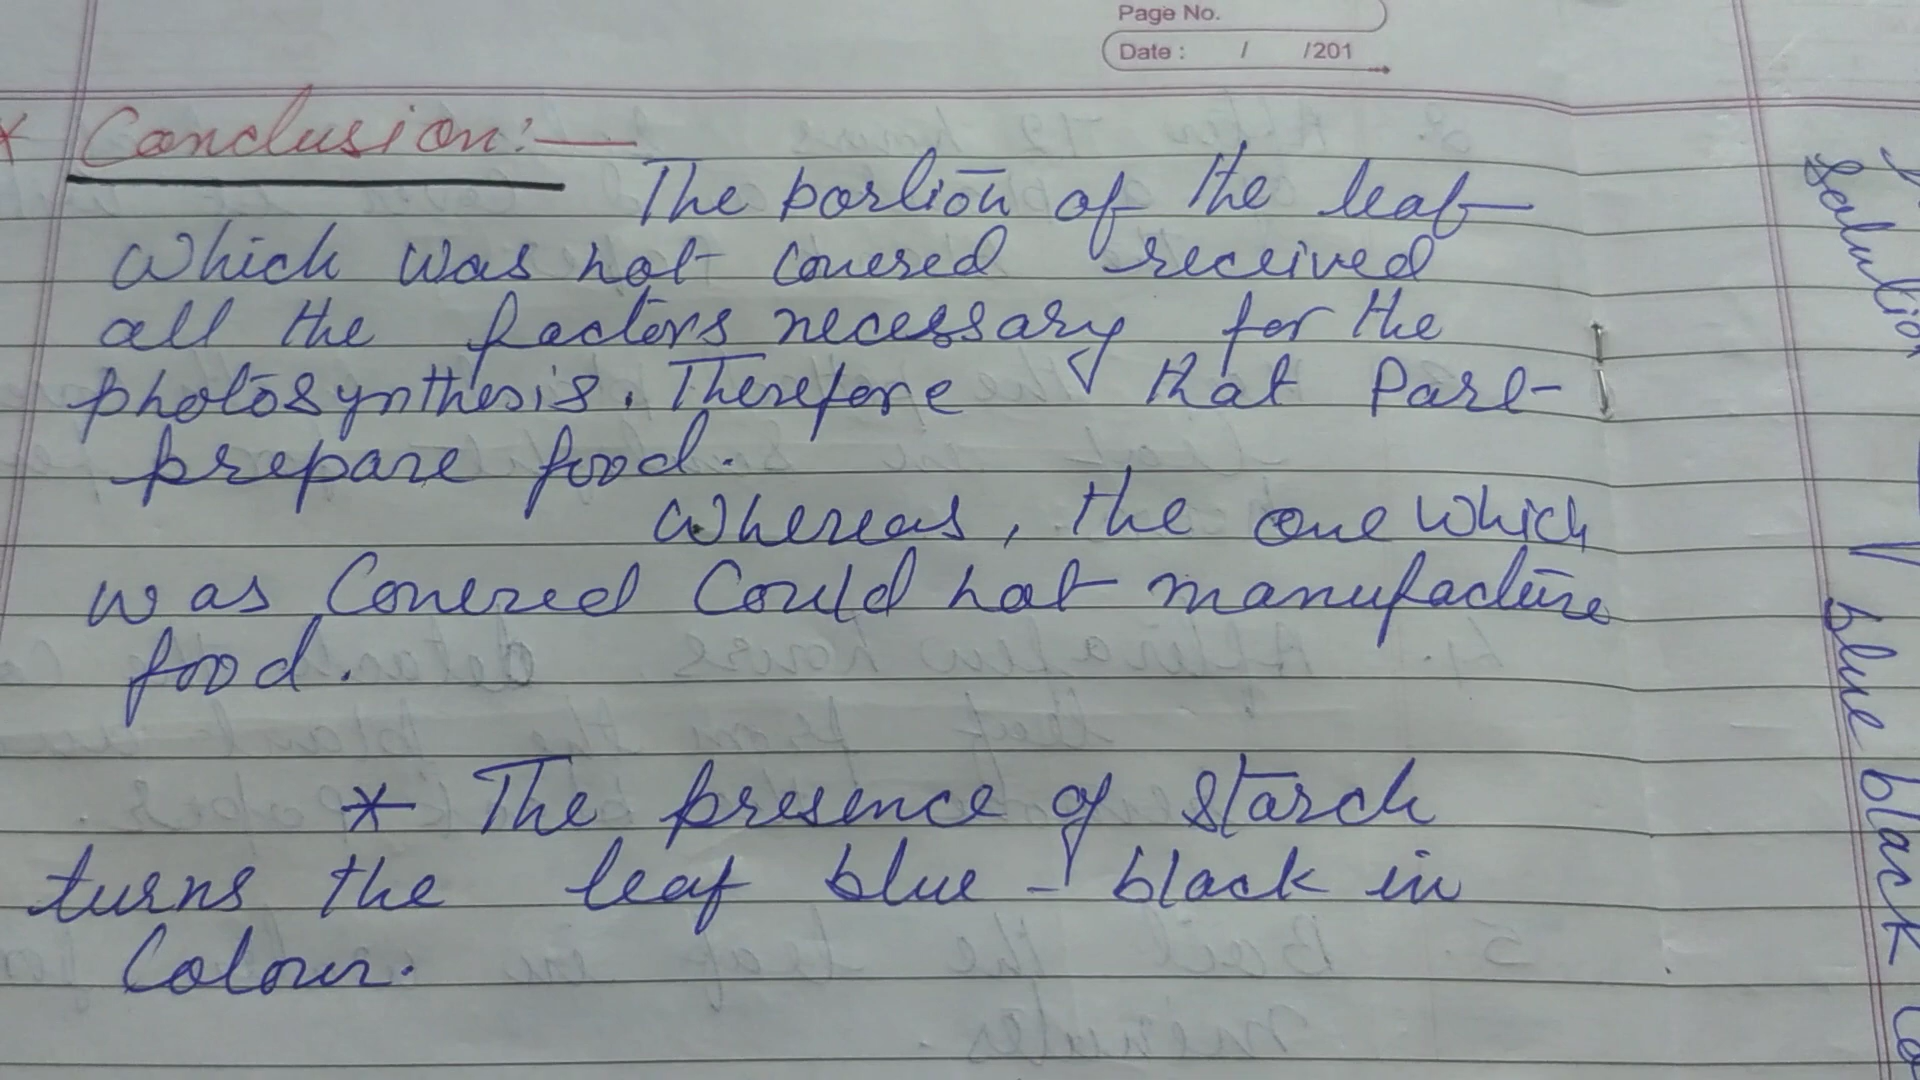 Page No.
Date : / /201
* Conclusion:—
The portion of the leaf
which was not covered received
all the factors necessary for the
photosynthesis. Therefore that Part
prepare food.
Whereas, the one which
was Covered Could not manufacture
food.
* The presence of starch
turns the leaf blue - black in
Colour.
solution
blue black co